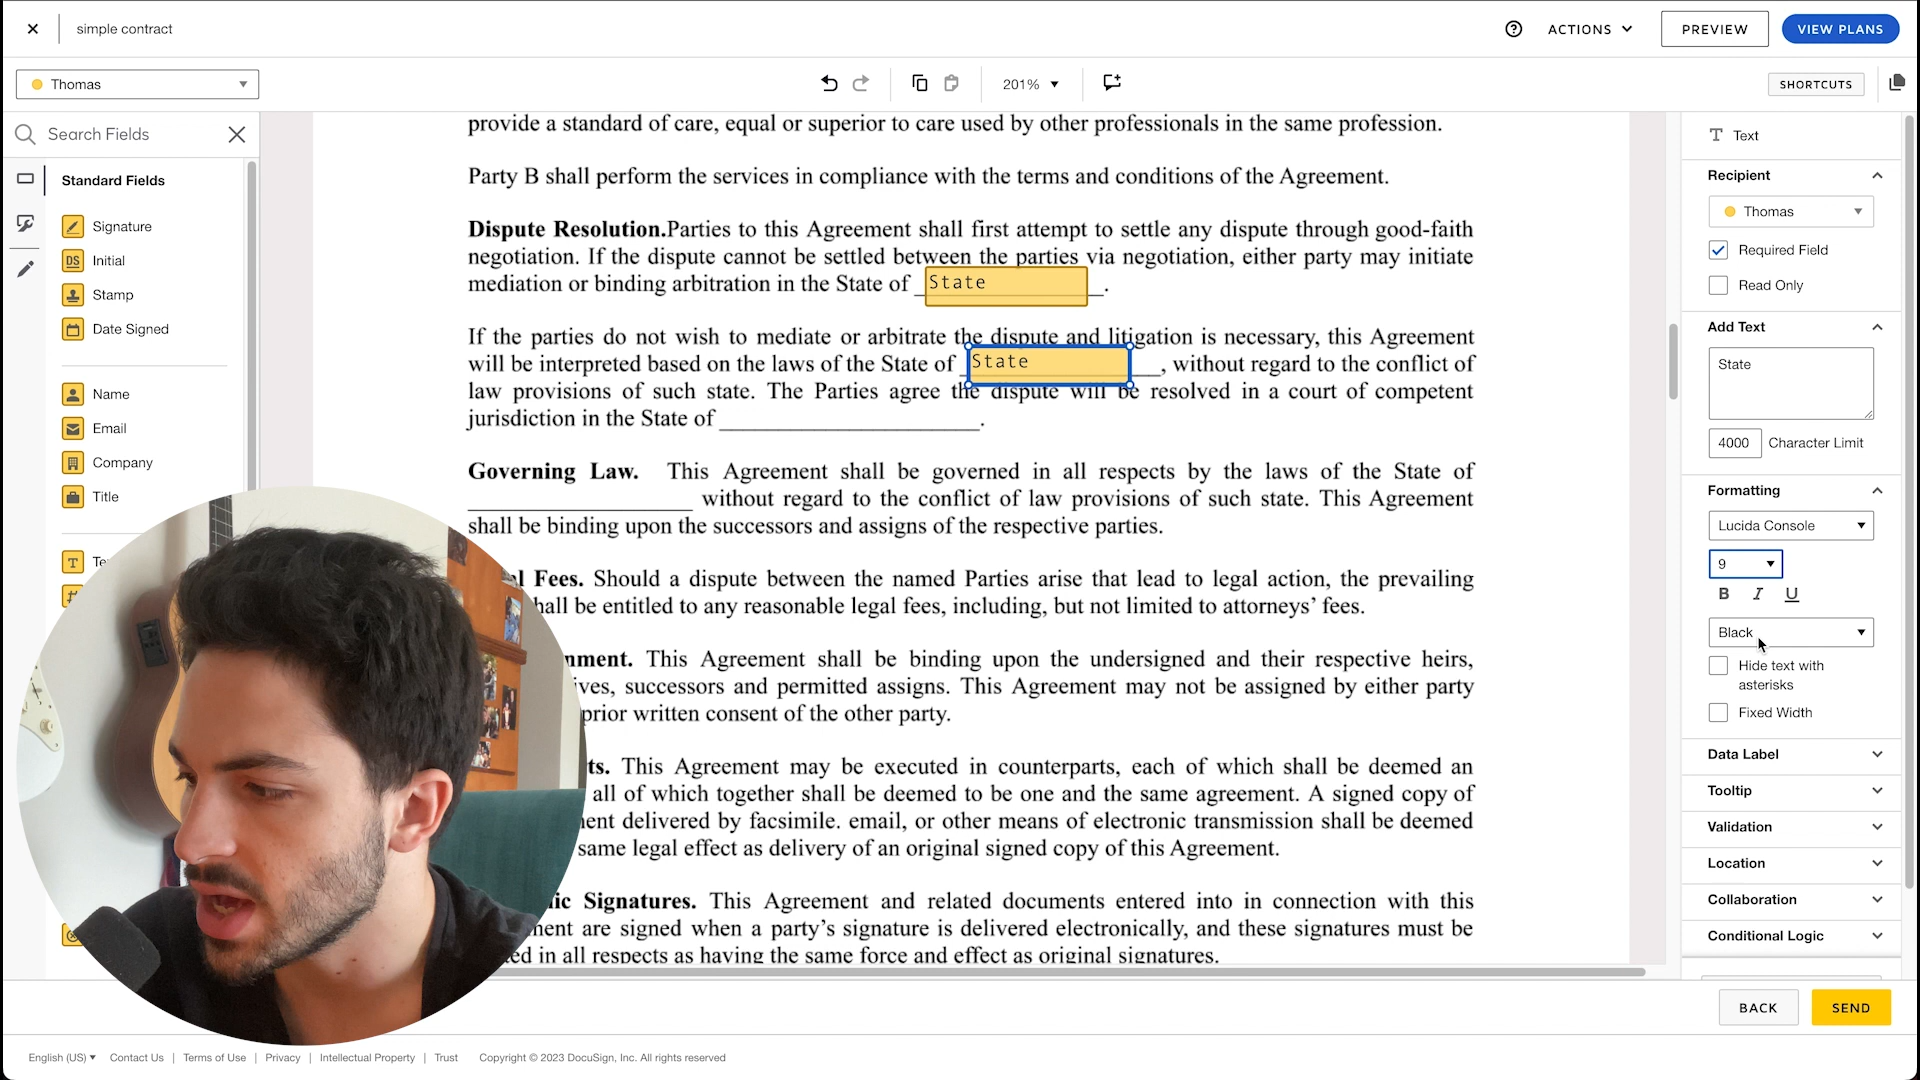 simple contract
ACTIONS
PREVIEW
VIEW PLANS
Thomas
201%
SHORTCUTS
Search Fields
Standard Fields
Signature
Initial
Stamp
Date Signed
Name
Email
Company
Title
provide a standard of care, equal or superior to care used by other professionals in the same profession.
Party B shall perform the services in compliance with the terms and conditions of the Agreement.
Dispute Resolution.Parties to this Agreement shall first attempt to settle any dispute through good-faith
negotiation. If the dispute cannot be settled between the parties via negotiation, either party may initiate
mediation or binding arbitration in the State of State.
If the parties do not wish to mediate or arbitrate the dispute and litigation is necessary, this Agreement
will be interpreted based on the laws of the State of State, without regard to the conflict of
law provisions of such state. The Parties agree the dispute will be resolved in a court of competent
jurisdiction in the State of ______________________.
Governing Law. This Agreement shall be governed in all respects by the laws of the State of
___________________ without regard to the conflict of law provisions of such state. This Agreement
shall be binding upon the successors and assigns of the respective parties.
Fees. Should a dispute between the named Parties arise that lead to legal action, the prevailing
shall be entitled to any reasonable legal fees, including, but not limited to attorneys’ fees.
This Agreement shall be binding upon the undersigned and their respective heirs,
successors and permitted assigns. This Agreement may not be assigned by either party
prior written consent of the other party.
This Agreement may be executed in counterparts, each of which shall be deemed an
all of which together shall be deemed to be one and the same agreement. A signed copy of
delivered by facsimile. email, or other means of electronic transmission shall be deemed
same legal effect as delivery of an original signed copy of this Agreement.
Signatures. This Agreement and related documents entered into in connection with this
are signed when a party’s signature is delivered electronically, and these signatures must be
in all respects as having the same force and effect as original signatures.
Text
Recipient
Thomas
Required Field
Read Only
Add Text
State
4000 Character Limit
Formatting
Lucida Console
9
B I U
Black
Hide text with
asterisks
Fixed Width
Data Label
Tooltip
Validation
Location
Collaboration
Conditional Logic
BACK
SEND
English (US) Contact Us | Terms of Use | Privacy | Intellectual Property | Trust Copyright © 2023 DocuSign, Inc. All rights reserved